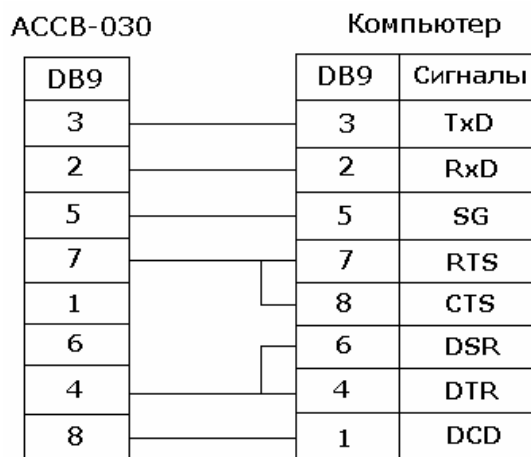 АССВ-030 Компьютер
DB9 DB9 Сигналы
3 3 TxD
2 2 RxD
5 5 SG
7 7 RTS
1 8 CTS
6 6 DSR
4 4 DTR
8 1 DCD